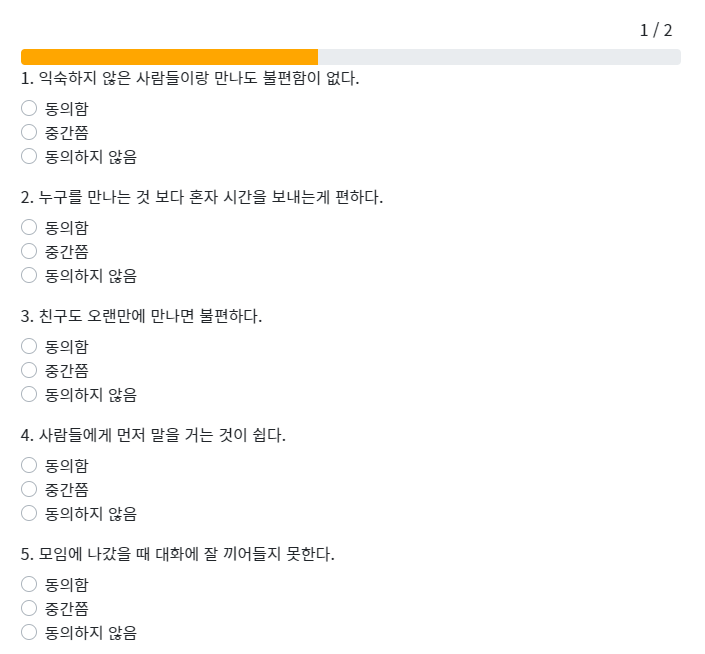 1 / 2
1. 익숙하지 않은 사람들이랑 만나도 불편함이 없다.
동의함
중간쯤
동의하지 않음
2. 누구를 만나는 것 보다 혼자 시간을 보내는게 편하다.
동의함
중간쯤
동의하지 않음
3. 친구도 오랜만에 만나면 불편하다.
동의함
중간쯤
동의하지 않음
4. 사람들에게 먼저 말을 거는 것이 쉽다.
동의함
중간쯤
동의하지 않음
5. 모임에 나갔을 때 대화에 잘 끼어들지 못한다.
동의함
중간쯤
동의하지 않음